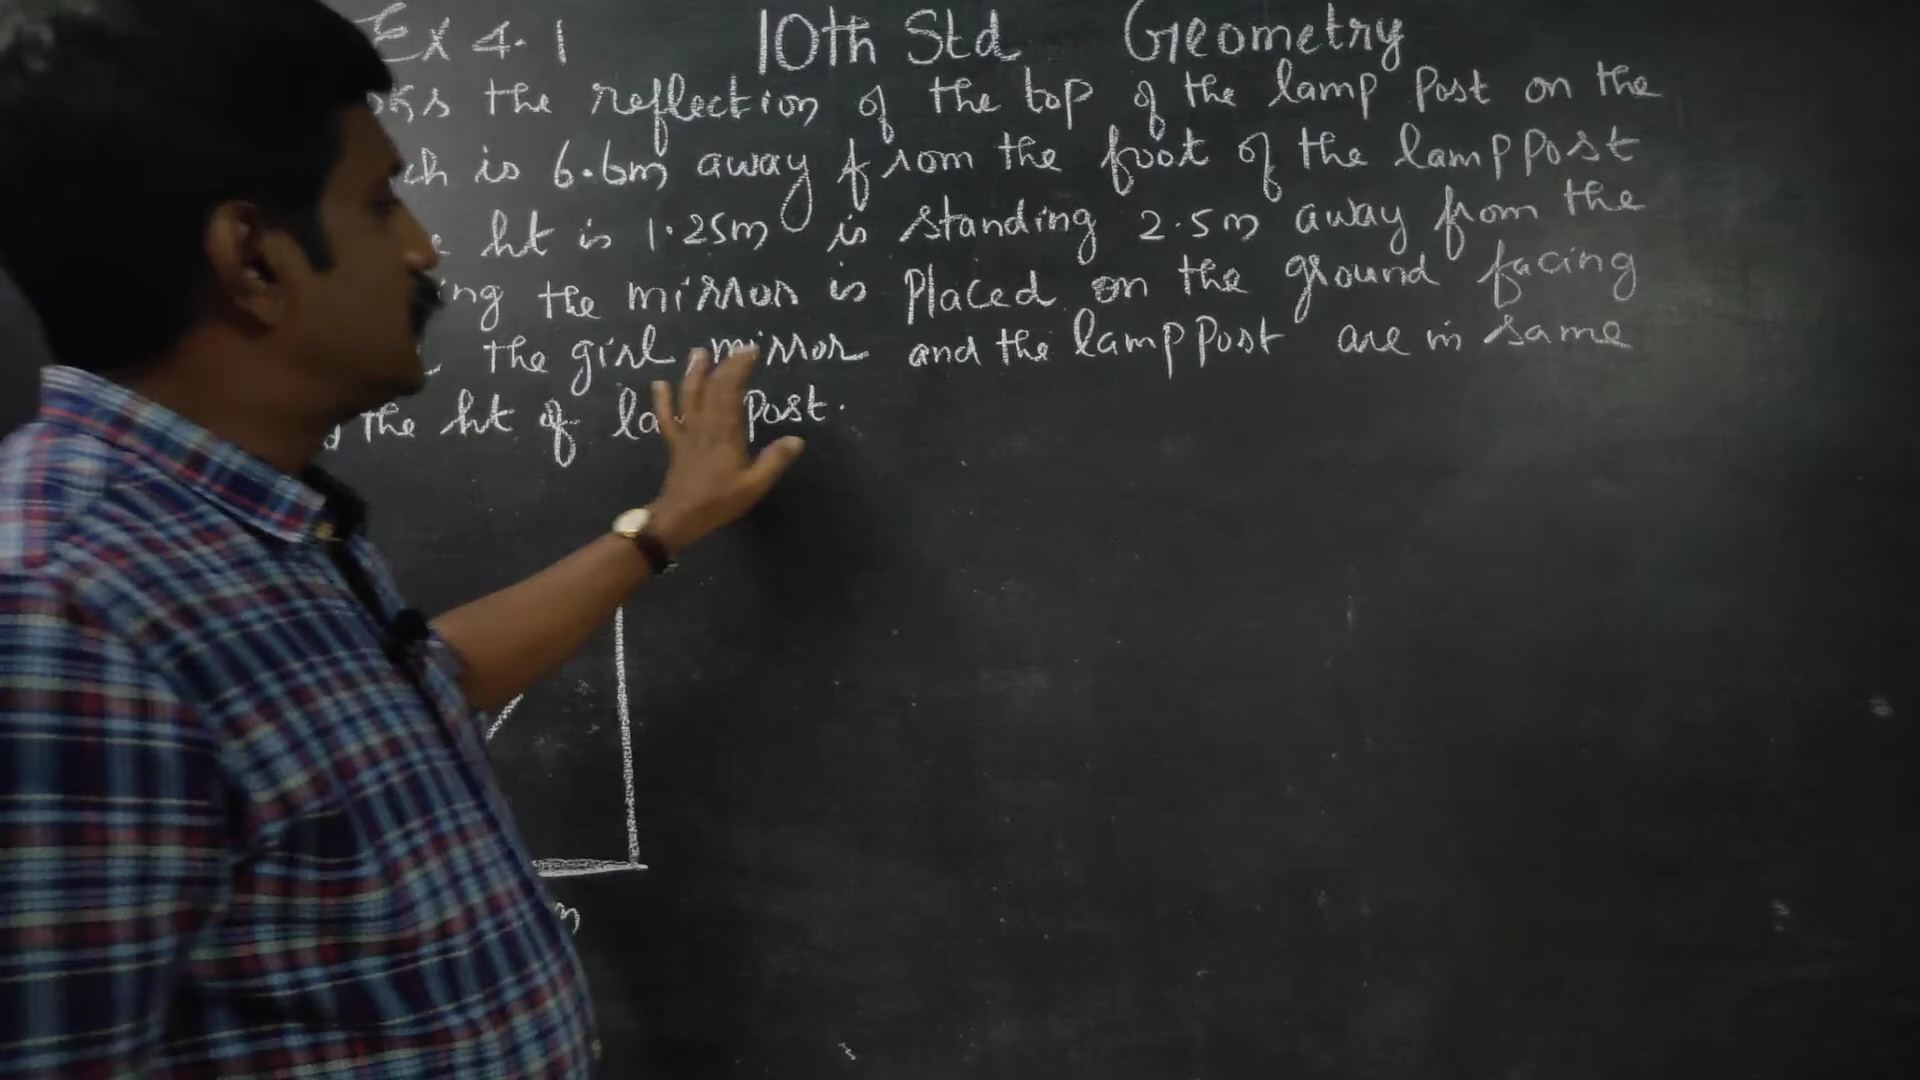 Ex 4.1 10th Std Geometry
the reflection of the top of the lamp post on the
is 6.6m away from the foot of the lamppost
ht is 1.25m is standing 2.5m away from the
the mirror is placed on the ground facing
the girl, mirror and the lamppost are in same
the ht of post.
m